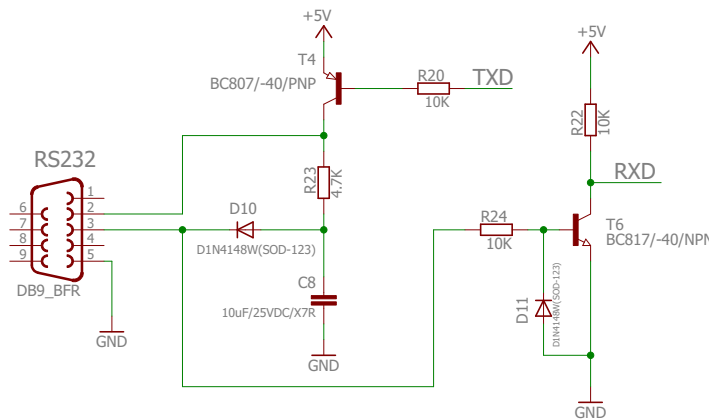 +5V
+5V
T4
BC807/-40/PNP
R20
TXD
10K
R22
10K
RS232
R23
4.7K
RXD
1
6
2
7
3
8
4
9
5
D10
D1N4148W(SOD-123)
R24
10K
T6
BC817/-40/NPN
DB9_BFR
C8
10uF/25VDC/X7R
D11
D1N4148W(SOD-123)
GND
GND
GND